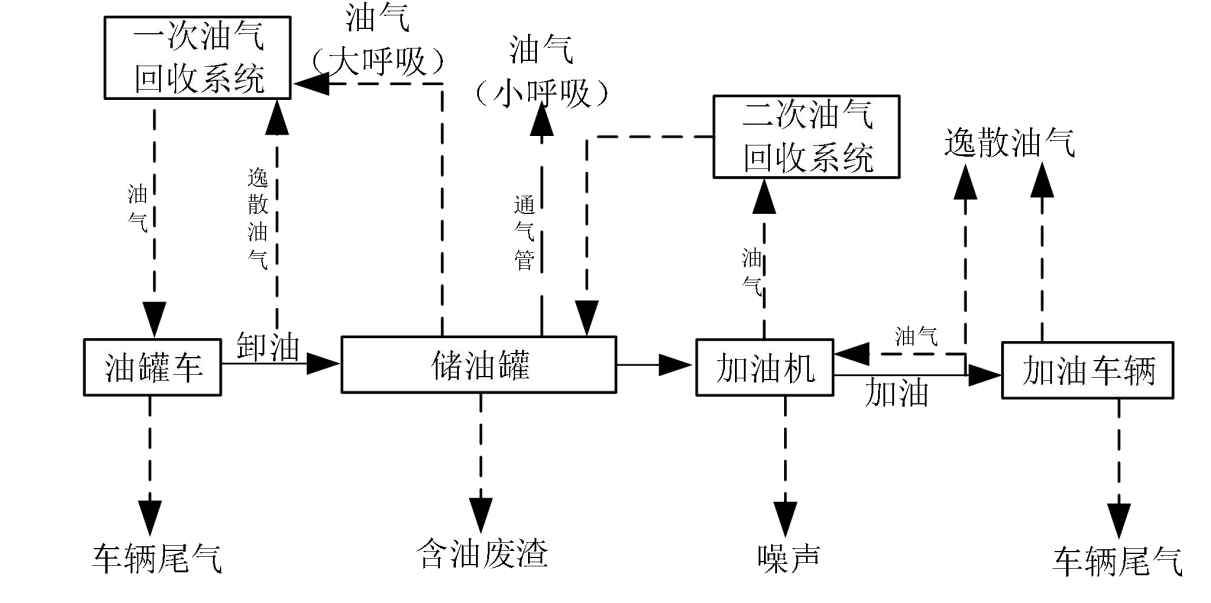 一次油气
回收系统
油气
（大呼吸）
油气
（小呼吸）
二次油气
回收系统
逸散油气
油气
逸散油气
通气管
油气
油罐车
卸油
储油罐
加油机
油气
加油
加油车辆
车辆尾气
含油废渣
噪声
车辆尾气